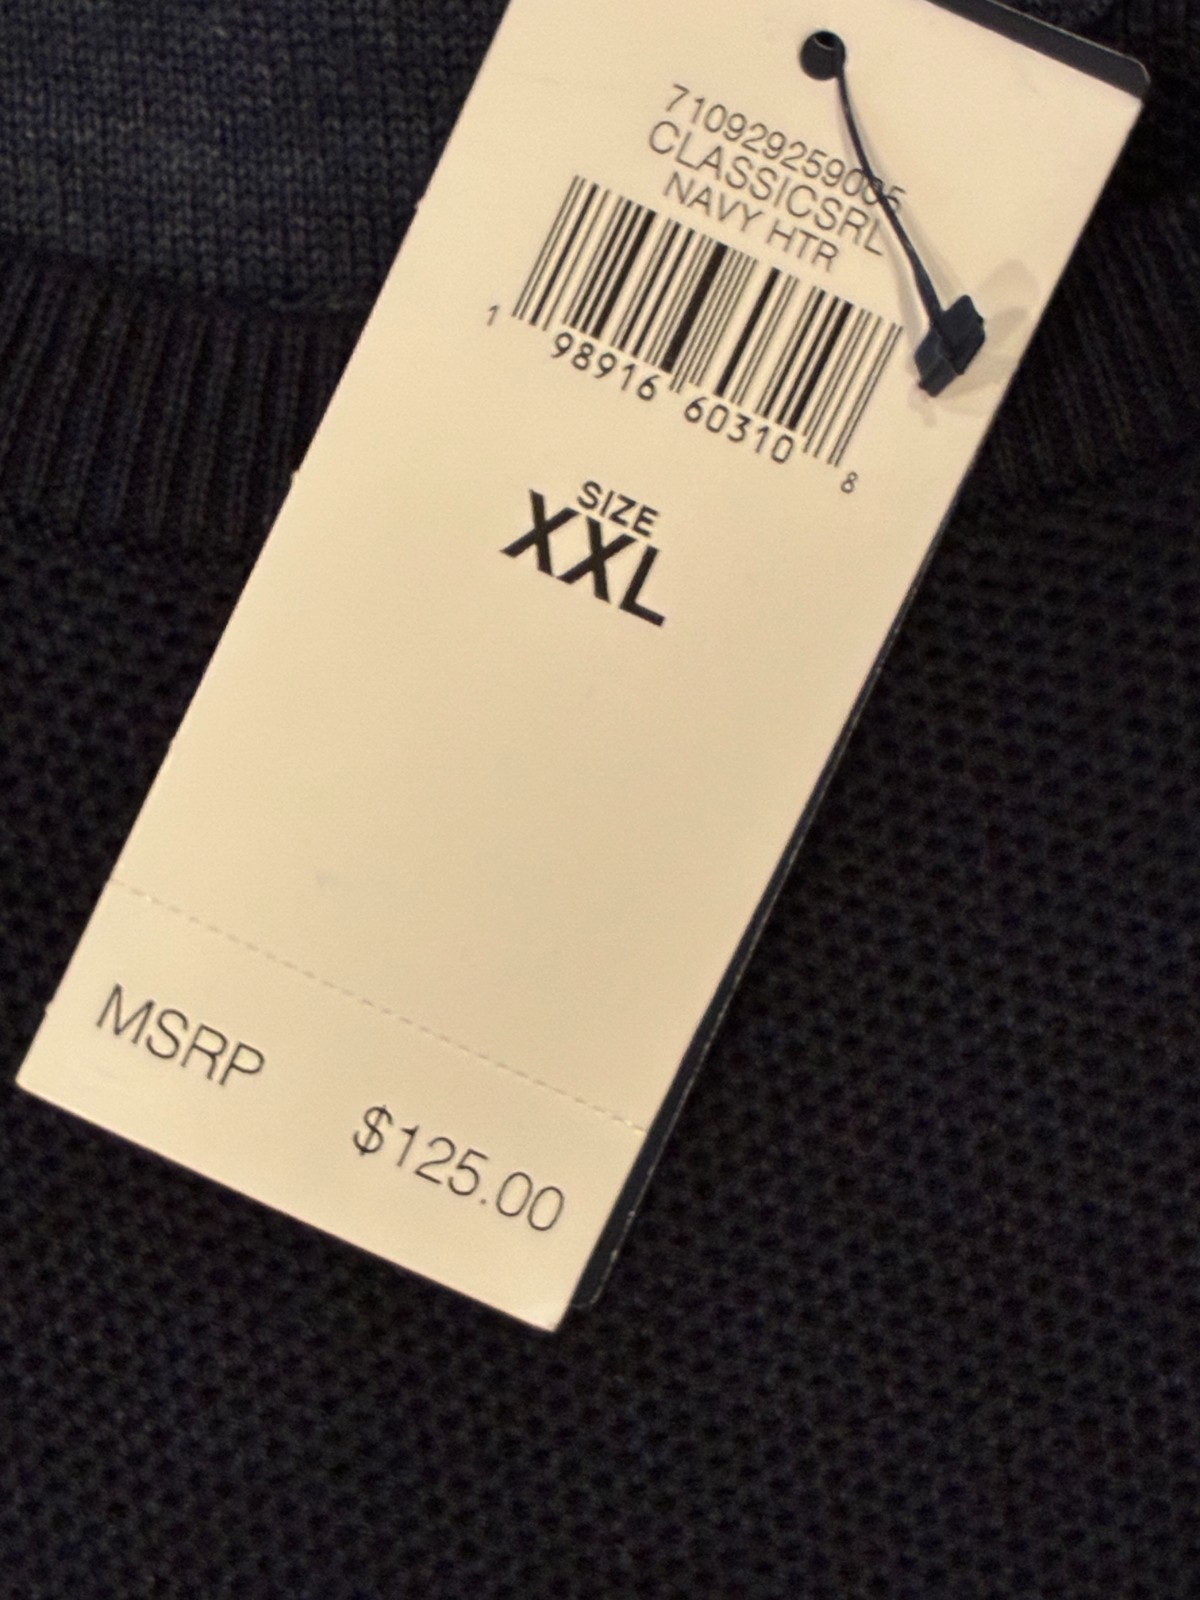 710929259005
CLASSICSRL
NAVY HTR
1 98916 60310 8
SIZE
XXL
MSRP
$125.00